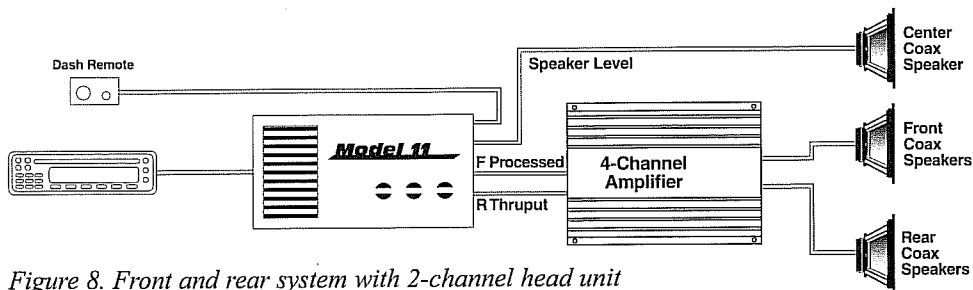 Center
Coax
Speaker
Speaker Level
Dash Remote
Model 11
F Processed
R Thruput
4-Channel
Amplifier
Front
Coax
Speakers
Rear
Coax
Speakers
Figure 8. Front and rear system with 2-channel head unit